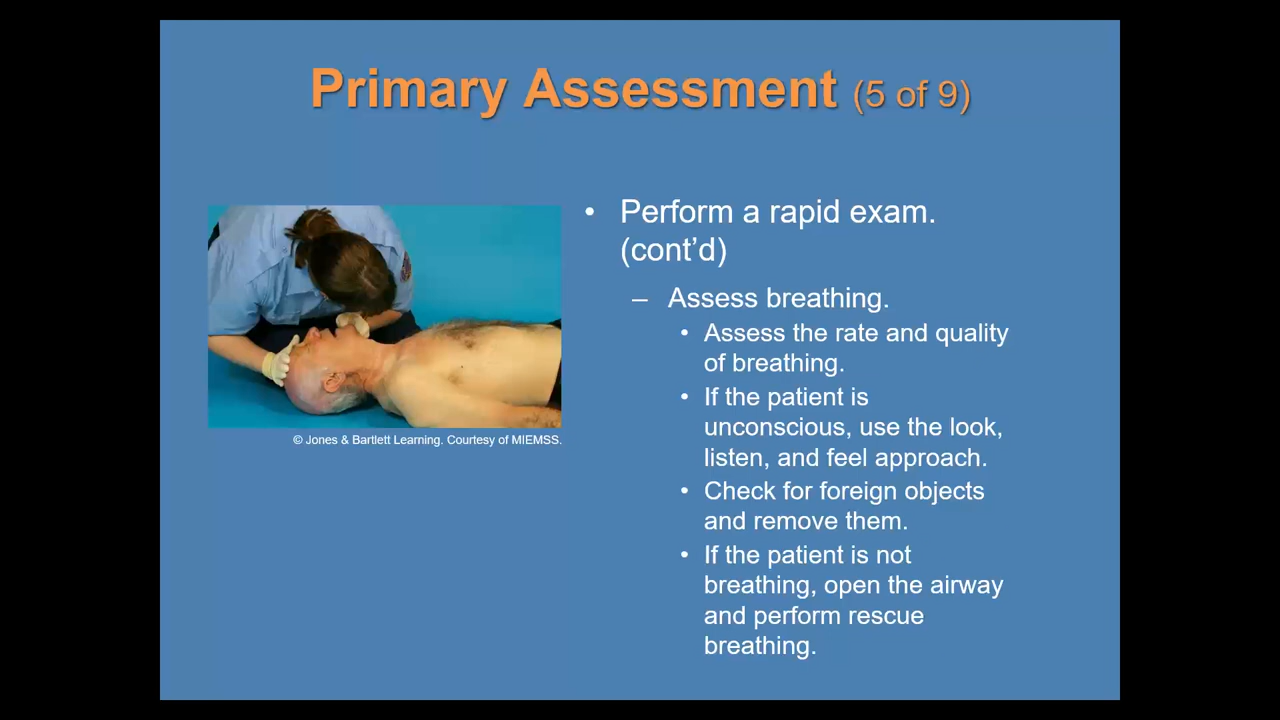 Primary Assessment (5 of 9)
• Perform a rapid exam.
(cont’d)
– Assess breathing.
• Assess the rate and quality
of breathing.
• If the patient is
unconscious, use the look,
listen, and feel approach.
• Check for foreign objects
and remove them.
• If the patient is not
breathing, open the airway
and perform rescue
breathing.
© Jones & Bartlett Learning. Courtesy of MIEMSS.